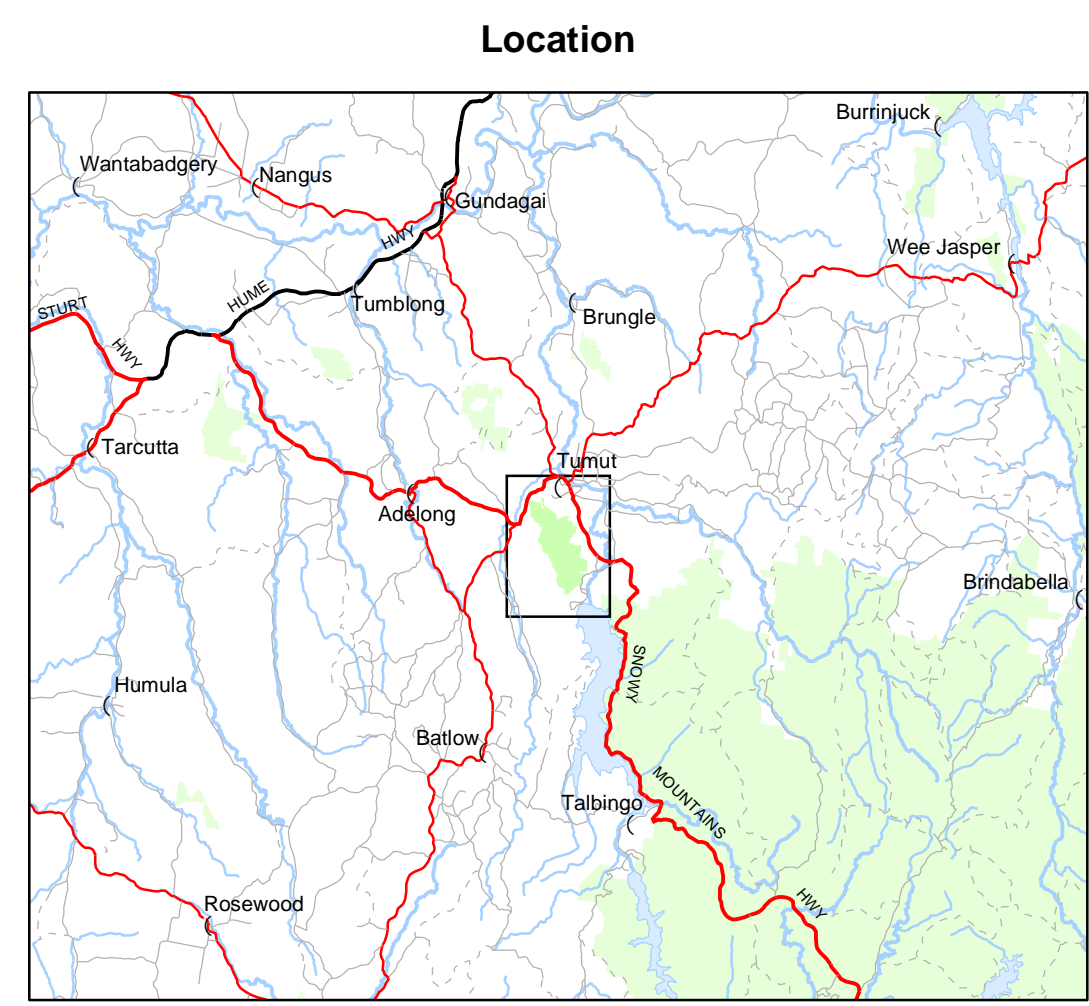 Location
Burrinjuck
Wantabadgery
Nangus
Gundagai
HWY
Wee Jasper
HUME
Tumblong
STURT
Brungle
HWY
Tarcutta
Tumut
Adelong
Brindabella
SNOWY
Humula
Batlow
MOUNTAINS
Talbingo
HWY
Rosewood